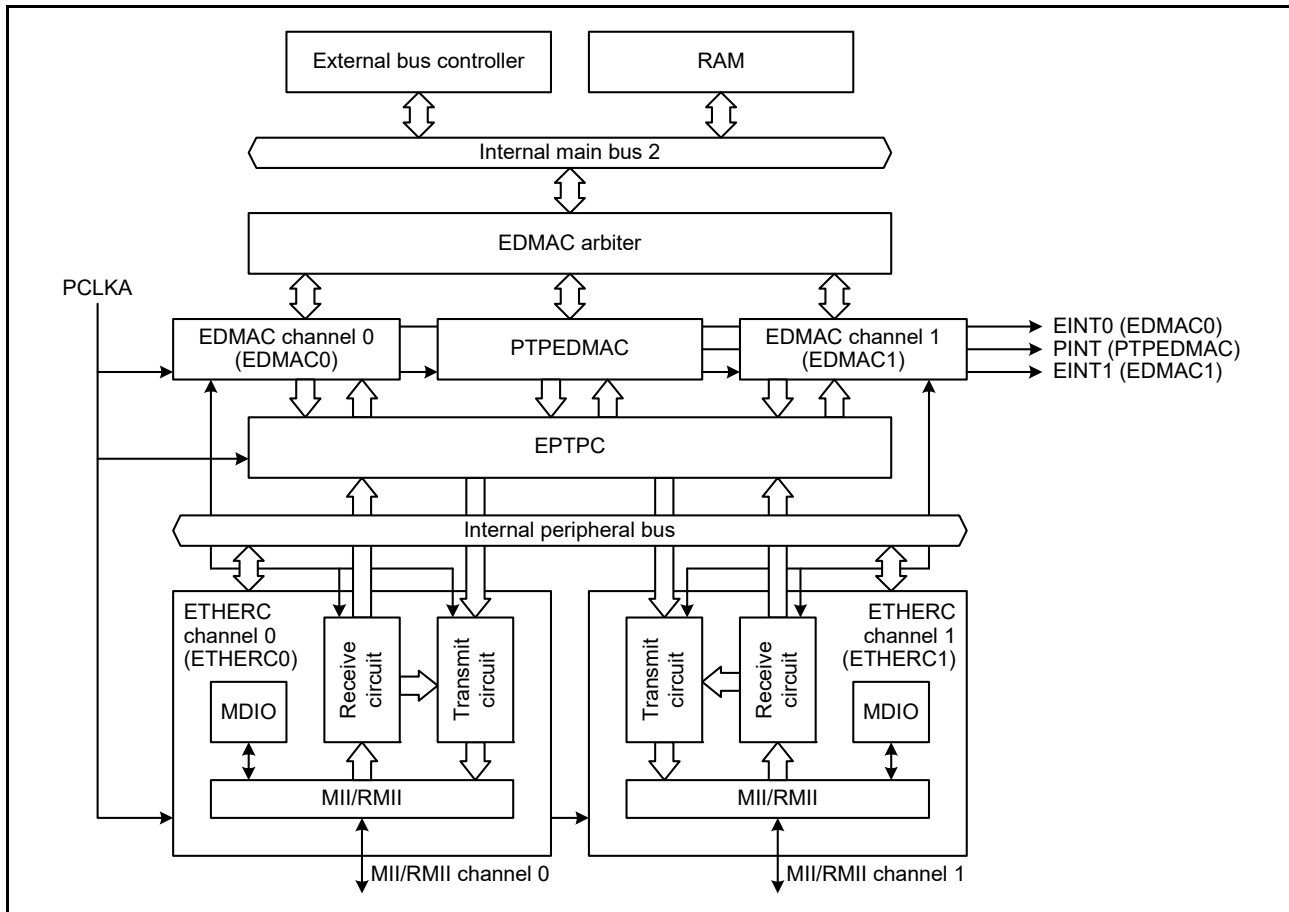 External bus controller
RAM
Internal main bus 2
EDMAC arbiter
PCLKA
EDMAC channel 0
(EDMAC0)
PTPEDMAC
EDMAC channel 1
(EDMAC1)
EINT0 (EDMAC0)
PINT (PTPEDMAC)
EINT1 (EDMAC1)
EPTPC
Internal peripheral bus
ETHERC
channel 0
(ETHERC0)
MDIO
Receive
circuit
Transmit
circuit
MII/RMII
MII/RMII channel 0
Transmit
circuit
Receive
circuit
ETHERC
channel 1
(ETHERC1)
MDIO
MII/RMII
MII/RMII channel 1